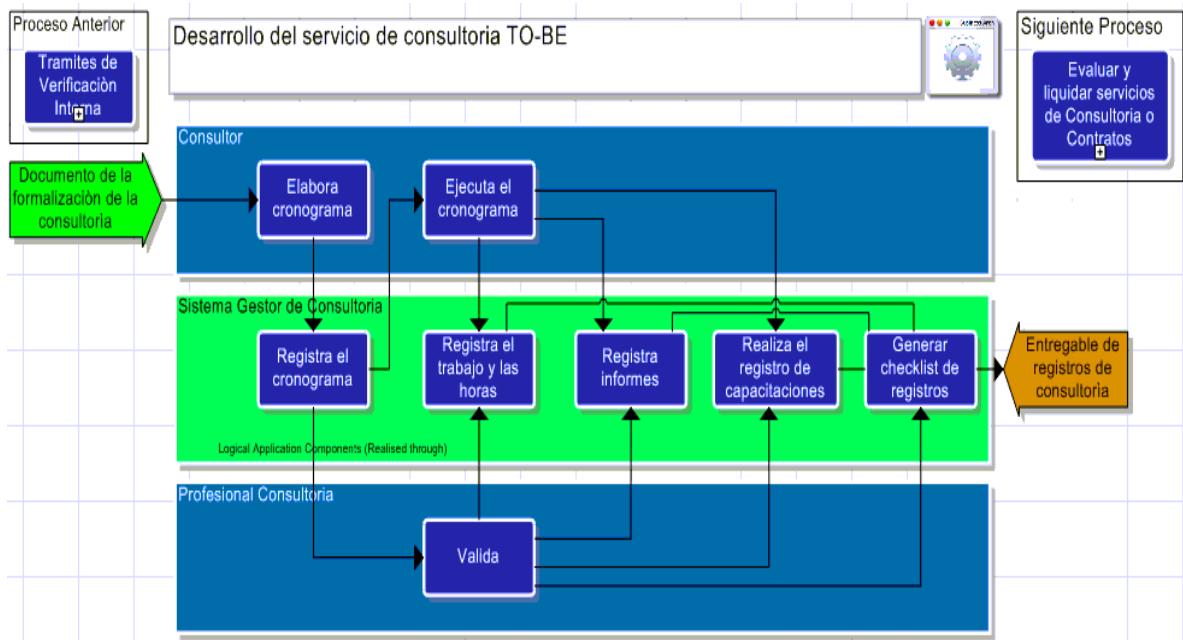 Proceso Anterior
Tramites de
Verificaciòn
Interna
Desarrollo del servicio de consultoria TO-BE
Siguiente Proceso
Evaluar y
liquidar servicios
de Consultoria o
Contratos
Documento de la
formalizaciòn de la
consultoria
Consultor
Elabora
cronograma
Ejecuta el
cronograma
Sistema Gestor de Consultoria
Registra el
cronograma
Registra el
trabajo y las
horas
Registra
informes
Realiza el
registro de
capacitaciones
Generar
checklist de
registros
Entregable de
registros de
consultoria
Logical Application Components (Realised through)
Profesional Consultoria
Valida